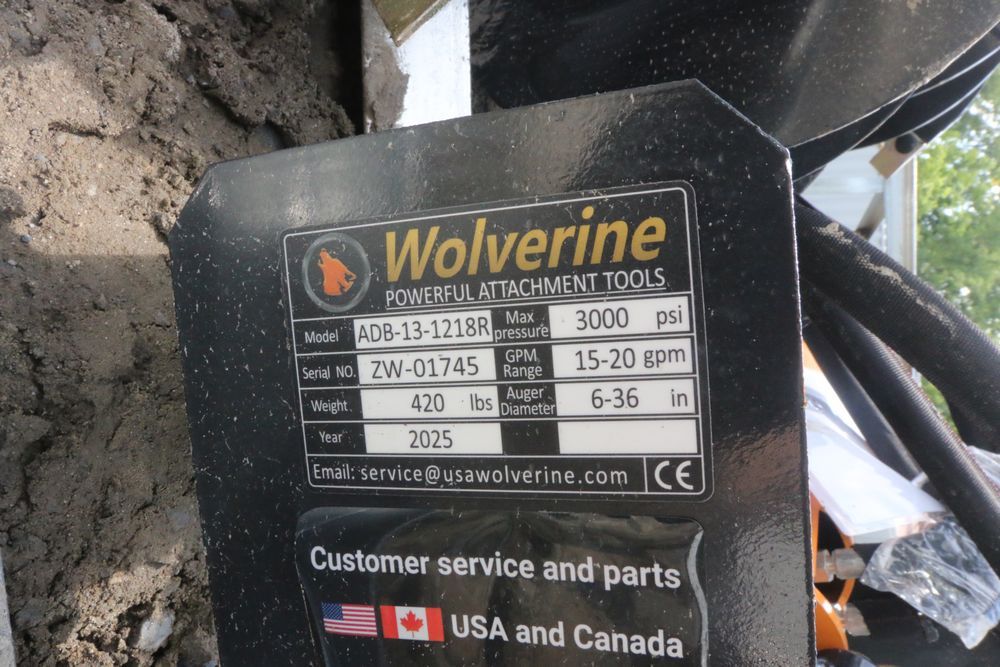 Wolverine
POWERFUL ATTACHMENT TOOLS
Model ADB-13-1218R Max pressure 3000 psi
Serial NO. ZW-01745 GPM Range 15-20 gpm
Weight 420 lbs Auger Diameter 6-36 in
Year 2025
Email: service@usawolverine.com CE
Customer service and parts
USA and Canada